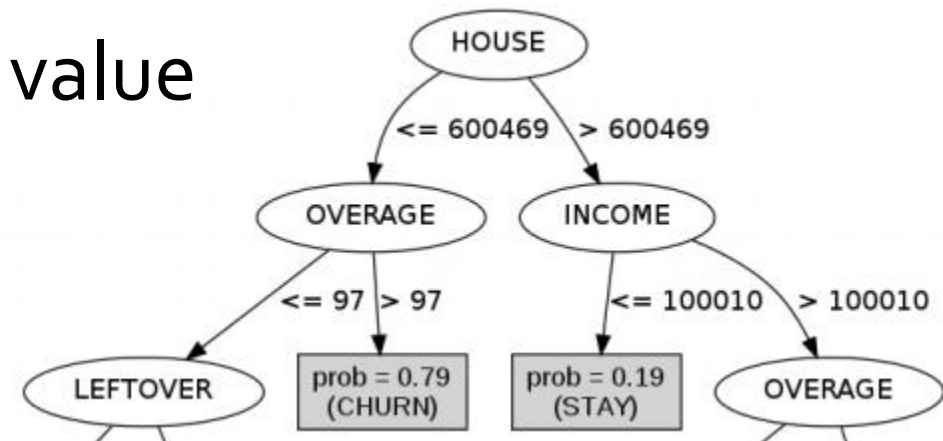 value
HOUSE
<= 600469
> 600469
OVERAGE
INCOME
<= 97
> 97
<= 100010
> 100010
LEFTOVER
prob = 0.79
(CHURN)
prob = 0.19
(STAY)
OVERAGE